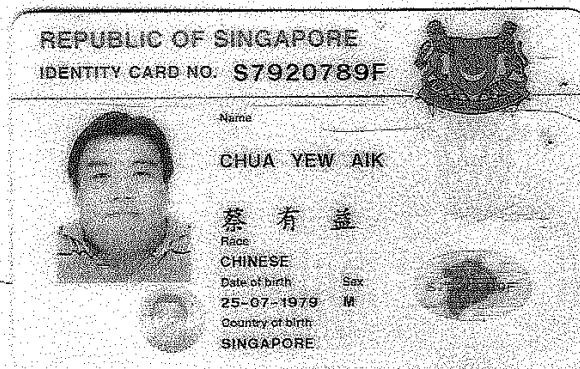 REPUBLIC OF SINGAPORE
IDENTITY CARD NO. S7920789F
Name
CHUA YEW AIK
蔡有益
Race
CHINESE
Date of birth Sex
25-07-1979 M
Country of birth
SINGAPORE